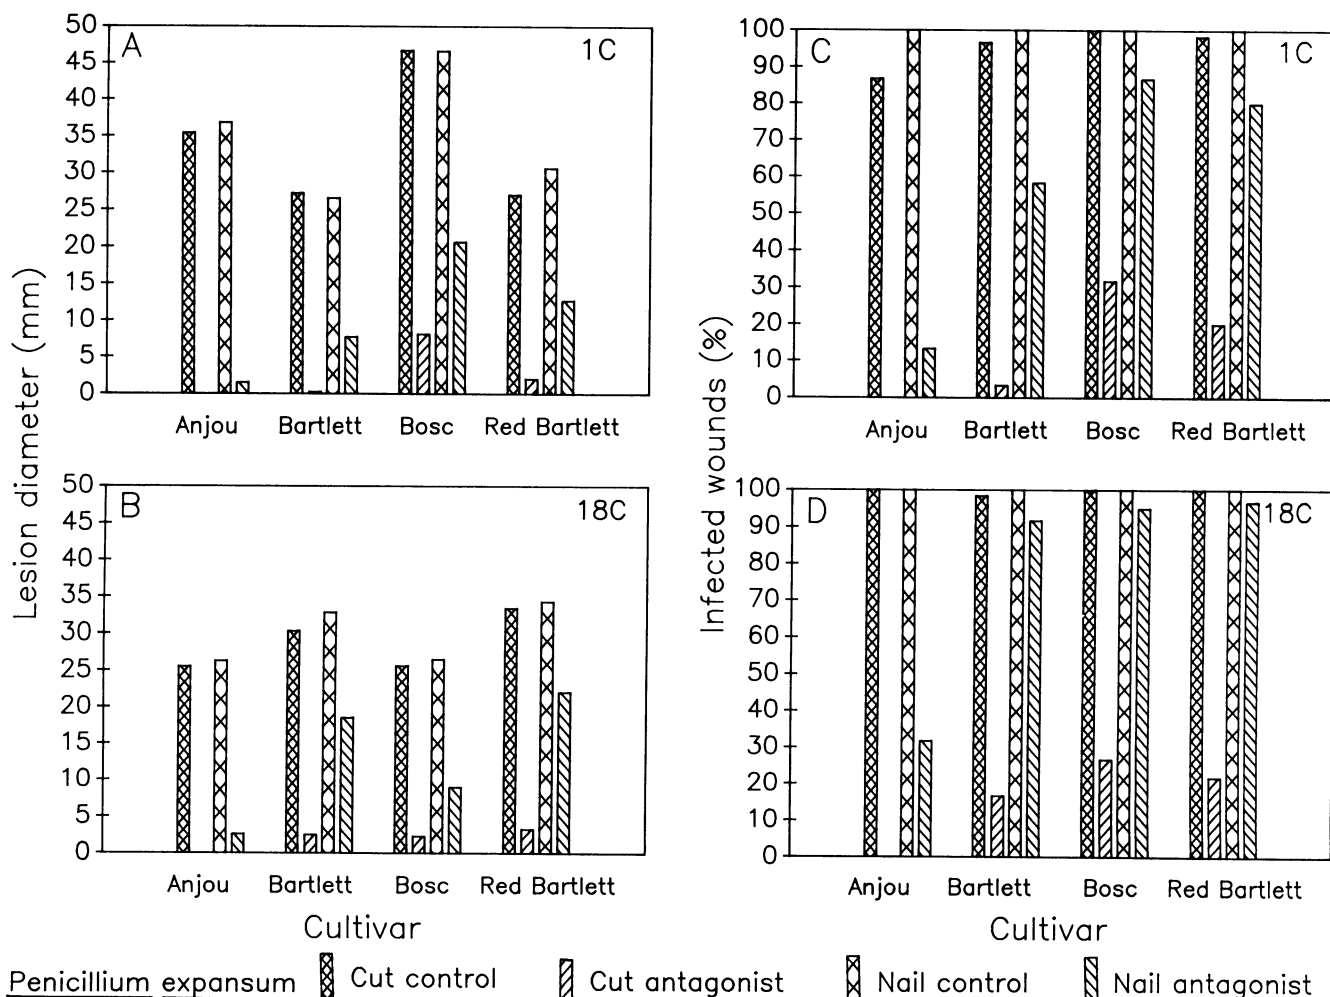 A
1C
50
45
40
35
30
25
20
15
10
5
0
Anjou Bartlett Bosc Red Bartlett
B
18C
50
45
40
35
30
25
20
15
10
5
0
Anjou Bartlett Bosc Red Bartlett
Cultivar
Lesion diameter (mm)
C
1C
100
90
80
70
60
50
40
30
20
10
0
Anjou Bartlett Bosc Red Bartlett
D
18C
100
90
80
70
60
50
40
30
20
10
0
Anjou Bartlett Bosc Red Bartlett
Cultivar
Infected wounds (%)
Penicillium expansum Cut control Cut antagonist Nail control Nail antagonist